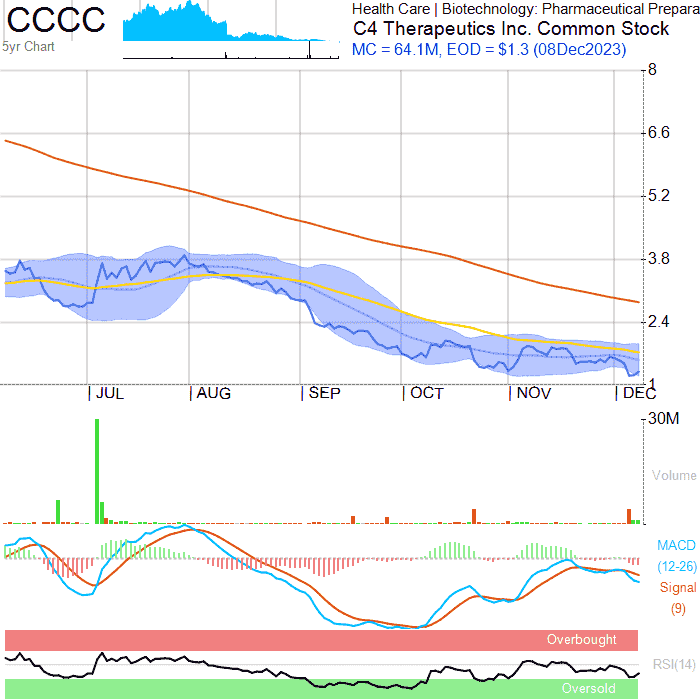 CCCC
5yr Chart
Health Care | Biotechnology: Pharmaceutical Prepara
C4 Therapeutics Inc. Common Stock
MC = 64.1M, EOD = $1.3 (08Dec2023)
8
6.6
5.2
3.8
2.4
1
JUL
AUG
SEP
OCT
NOV
DEC
30M
Volume
MACD
(12-26)
Signal
(9)
Overbought
RSI(14)
Oversold